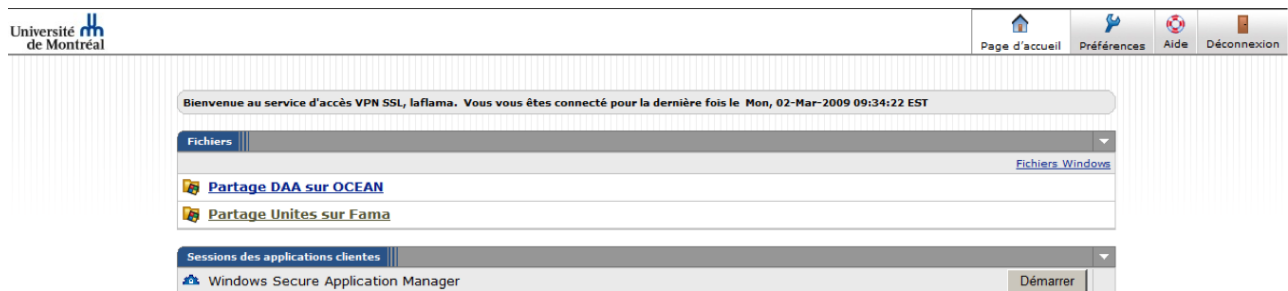 Université
de Montréal
Page d'accueil
Préférences
Aide
Déconnexion
Bienvenue au service d'accès VPN SSL, laflama. Vous vous êtes connecté pour la dernière fois le Mon, 02-Mar-2009 09:34:22 EST
Fichiers
Fichiers Windows
Partage DAA sur OCEAN
Partage Unites sur Fama
Sessions des applications clientes
Windows Secure Application Manager
Démarrer